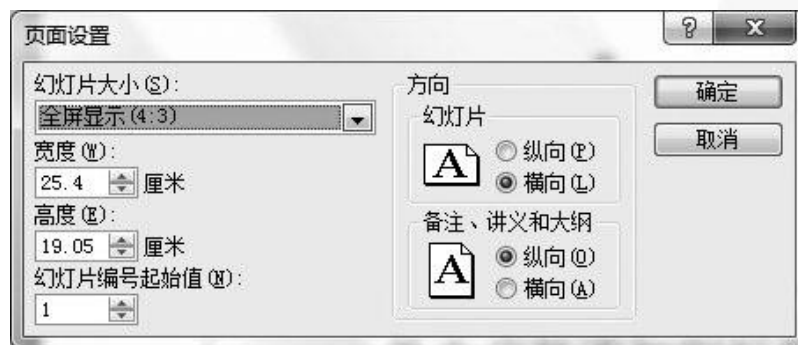 页面设置
幻灯片大小(S):
全屏显示(4:3)
宽度(W):
25.4 厘米
高度(E):
19.05 厘米
幻灯片编号起始值(N):
1
方向
幻灯片
A
纵向(P)
横向(L)
备注、讲义和大纲
A
纵向(O)
横向(A)
确定
取消